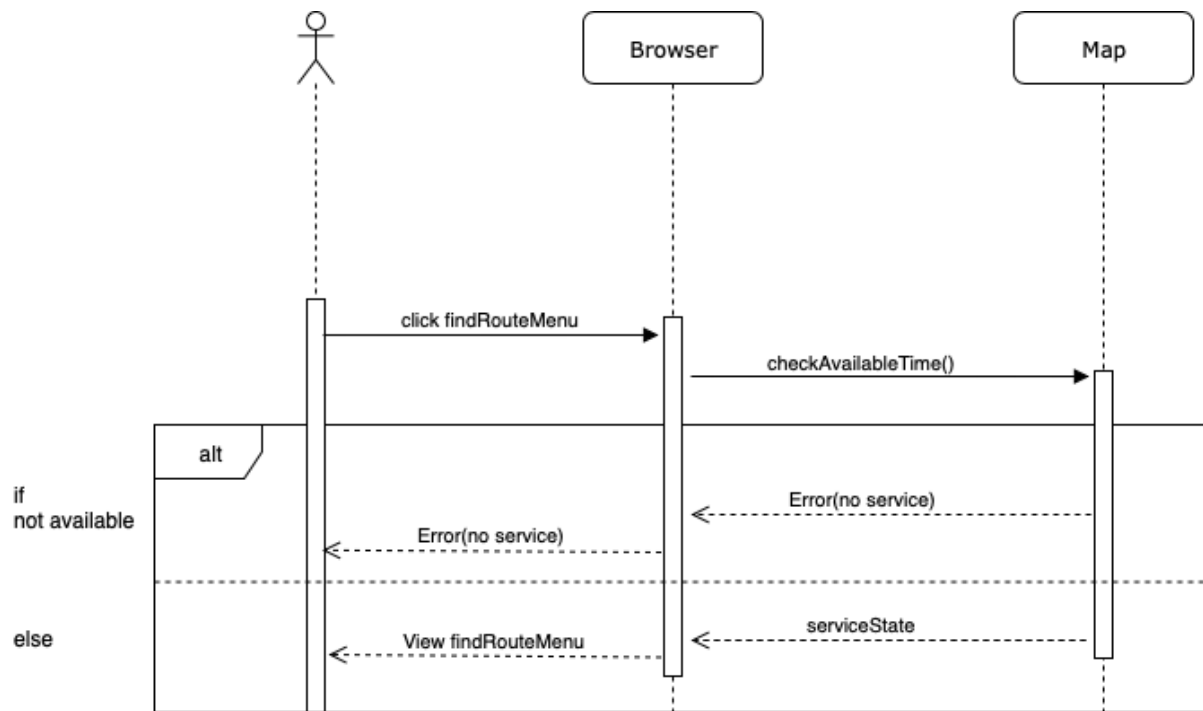 Browser
Map
click findRouteMenu
checkAvailableTime()
alt
if
not available
Error(no service)
Error(no service)
else
serviceState
View findRouteMenu